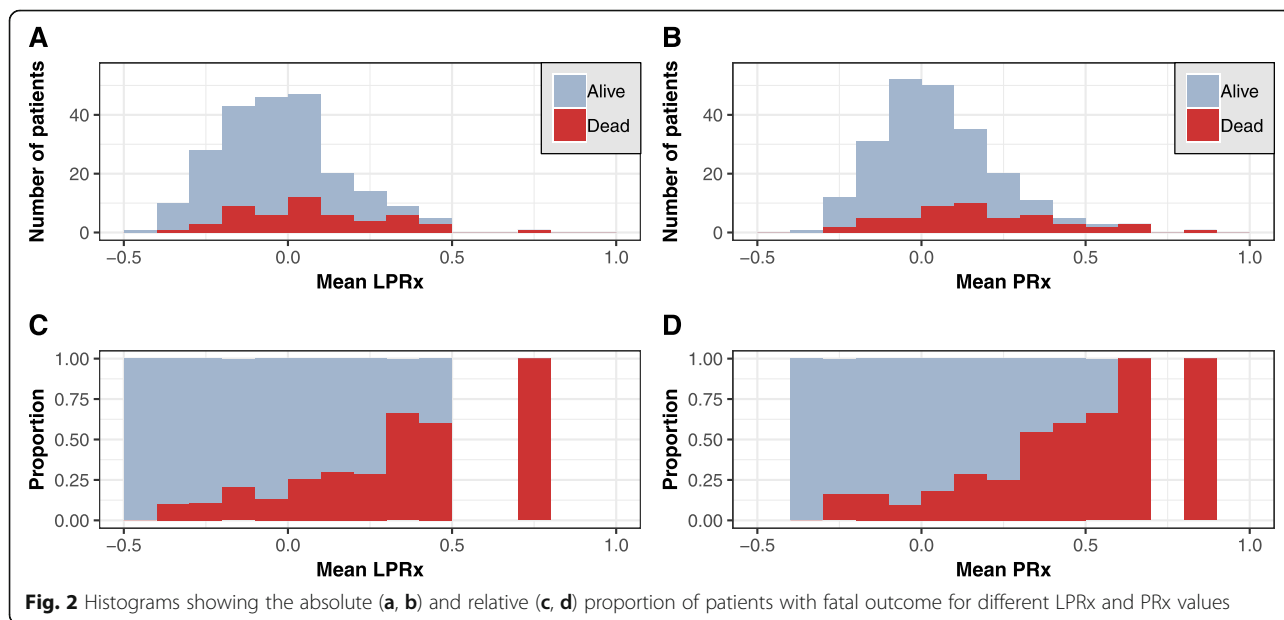 A
B
Number of patients
40
20
0
Alive
Dead
−0.5
0.0
0.5
1.0
Mean LPRx
Number of patients
40
20
0
Alive
Dead
−0.5
0.0
0.5
1.0
Mean PRx
C
D
Proportion
1.00
0.75
0.50
0.25
0.00
−0.5
0.0
0.5
1.0
Mean LPRx
Proportion
1.00
0.75
0.50
0.25
0.00
−0.5
0.0
0.5
1.0
Mean PRx
Fig. 2 Histograms showing the absolute (a, b) and relative (c, d) proportion of patients with fatal outcome for different LPRx and PRx values